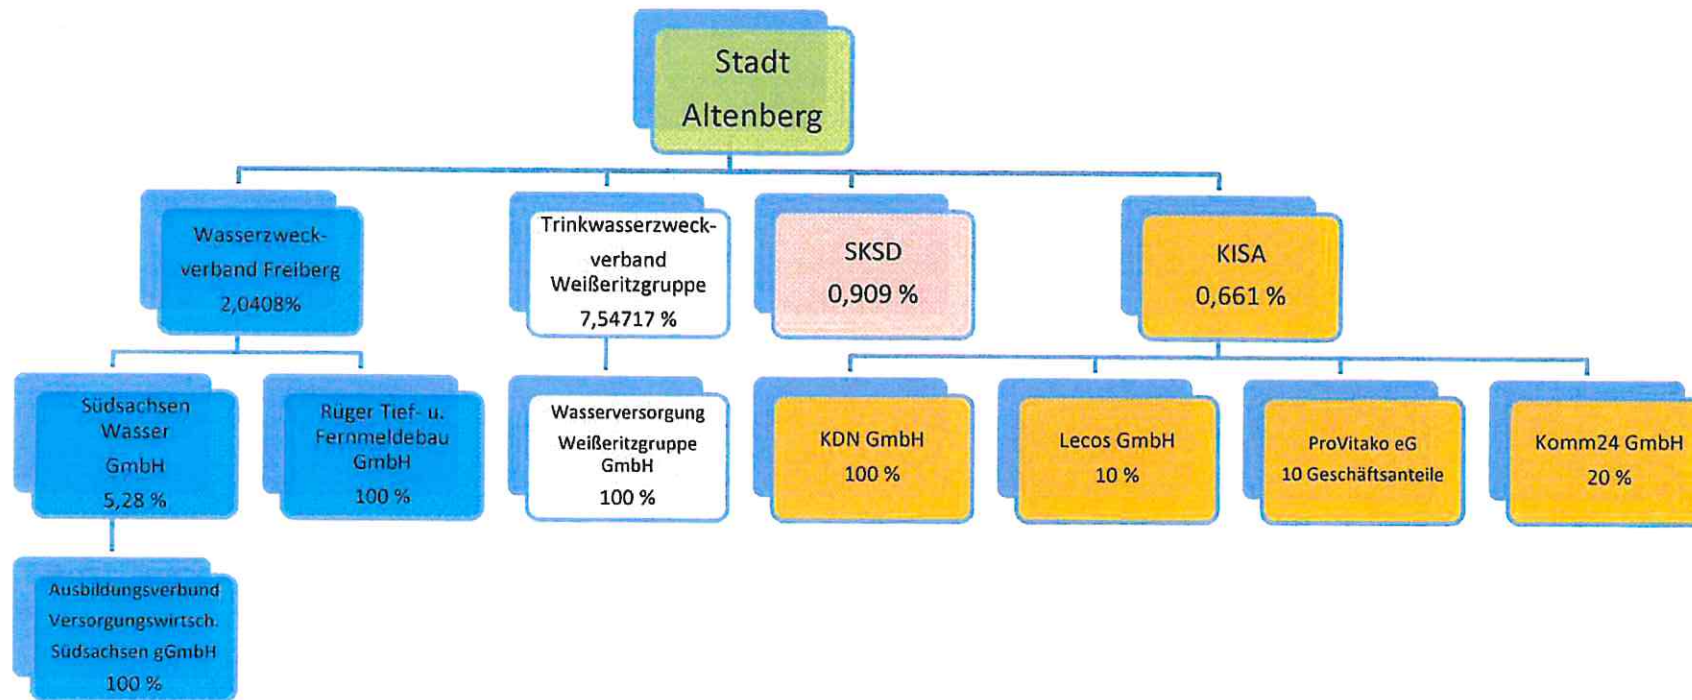 Stadt
Altenberg
Wasserzweck-
verband Freiberg
2,0408%
Trinkwasserzweck-
verband
Weißeritzgruppe
7,54717 %
SKSD
0,909 %
KISA
0,661 %
Südsachsen
Wasser
GmbH
5,28 %
Rüger Tief- u.
Fernmeldebau
GmbH
100 %
Wasserversorgung
Weißeritzgruppe
GmbH
100 %
KDN GmbH
100 %
Lecos GmbH
10 %
ProVitako eG
10 Geschäftsanteile
Komm24 GmbH
20 %
Ausbildungsverbund
Versorgungswirtsch.
Südsachsen gGmbH
100 %